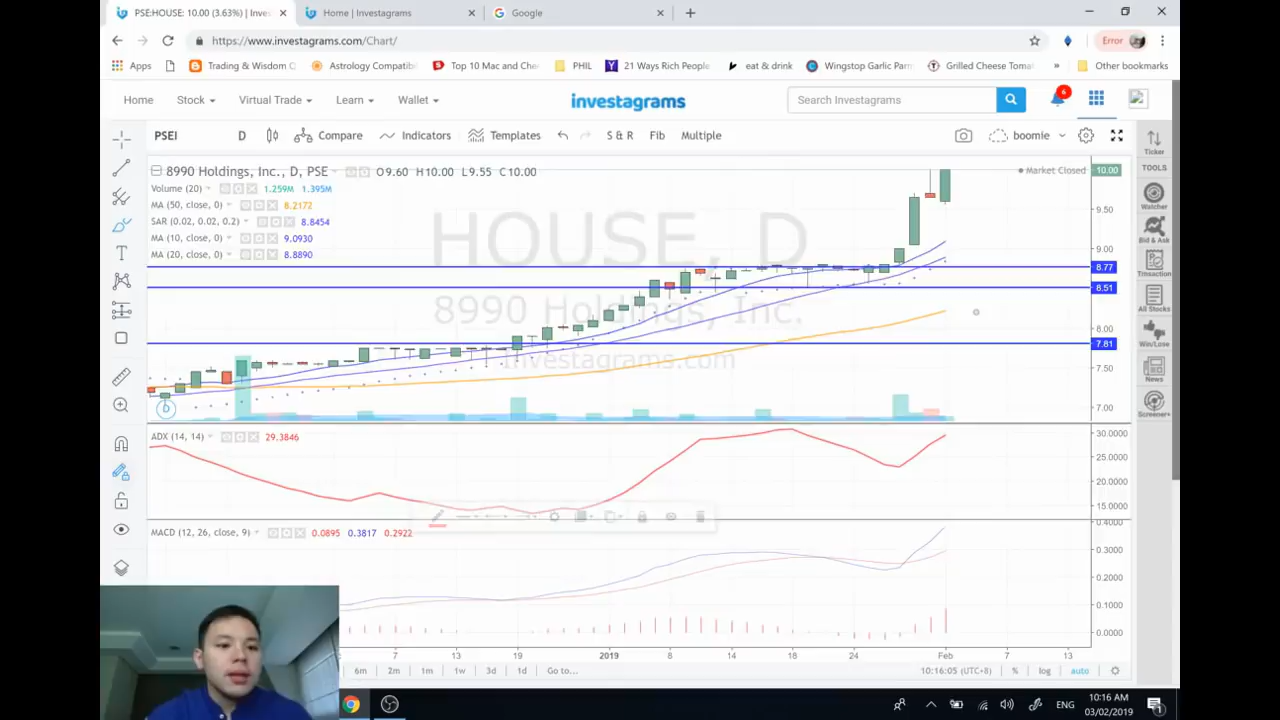 PSE:HOUSE: 10.00 (3.63%) | Inves
Home | Investagrams
Google
https://www.investagrams.com/Chart/
Error
Apps
Trading & Wisdom Q
Astrology Compatibi
Top 10 Mac and Che
PHIL
21 Ways Rich People
eat & drink
Wingstop Garlic Parm
Grilled Cheese Tomat
»
Other bookmarks
Home
Stock
Virtual Trade
Learn
Wallet
investagrams
Search Investagrams
6
PSEI
D
Compare
Indicators
Templates
S & R
Fib
Multiple
boomie
Ticker
TOOLS
Watcher
Bid & Ask
Trnsaction
All Stocks
Win/Lose
News
Screener+
8990 Holdings, Inc., D, PSE
O9.60 H10.00 L9.55 C10.00
Market Closed
10.00
Volume (20)
1.259M 1.395M
MA (50, close, 0)
8.2172
SAR (0.02, 0.02, 0.2)
8.8454
MA (10, close, 0)
9.0930
MA (20, close, 0)
8.8890
HOUSE, D
8990 Holdings, Inc.
Investagrams.com
9.50
9.00
8.77
8.51
8.00
7.81
7.50
7.00
D
ADX (14, 14)
29.3846
30.0000
25.0000
20.0000
15.0000
MACD (12, 26, close, 9)
0.0895 0.3817 0.2922
0.4000
0.3000
0.2000
0.1000
0.0000
7 13 19 2019 8 14 18 24 Feb 7 13
6m 2m 1m 1w 3d 1d Go to...
10:16:05 (UTC+8)
% log auto
ENG
10:16 AM
03/02/2019
1